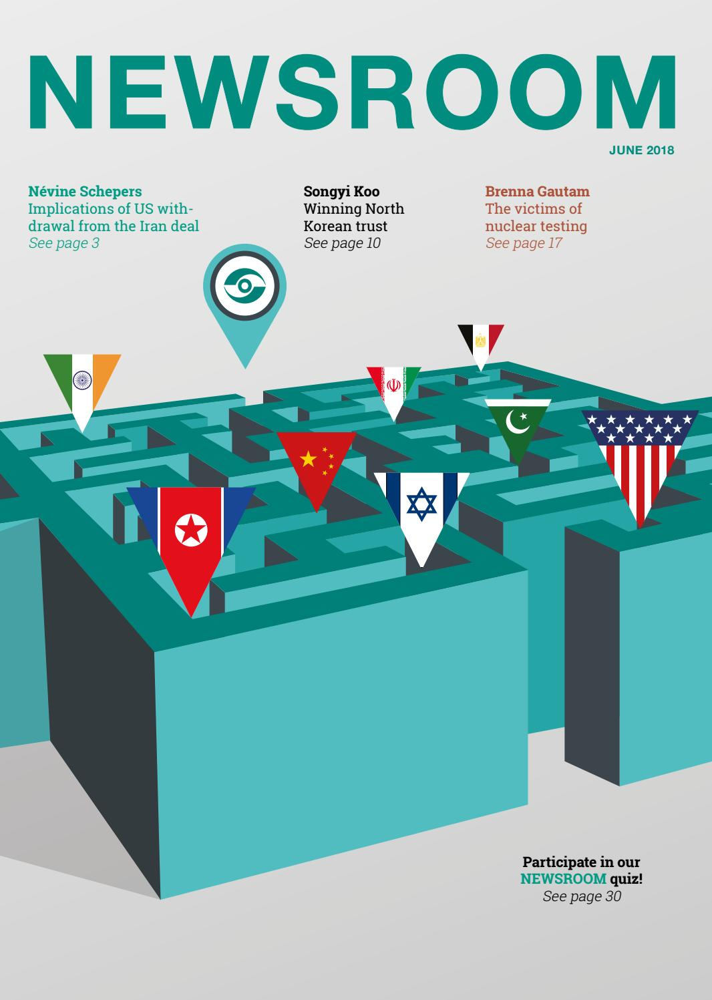 NEWSROOM
JUNE 2018
Névine Schepers
Implications of US with-
drawal from the Iran deal
See page 3
Songyi Koo
Winning North
Korean trust
See page 10
Brenna Gautam
The victims of
nuclear testing
See page 17
Participate in our
NEWSROOM quiz!
See page 30